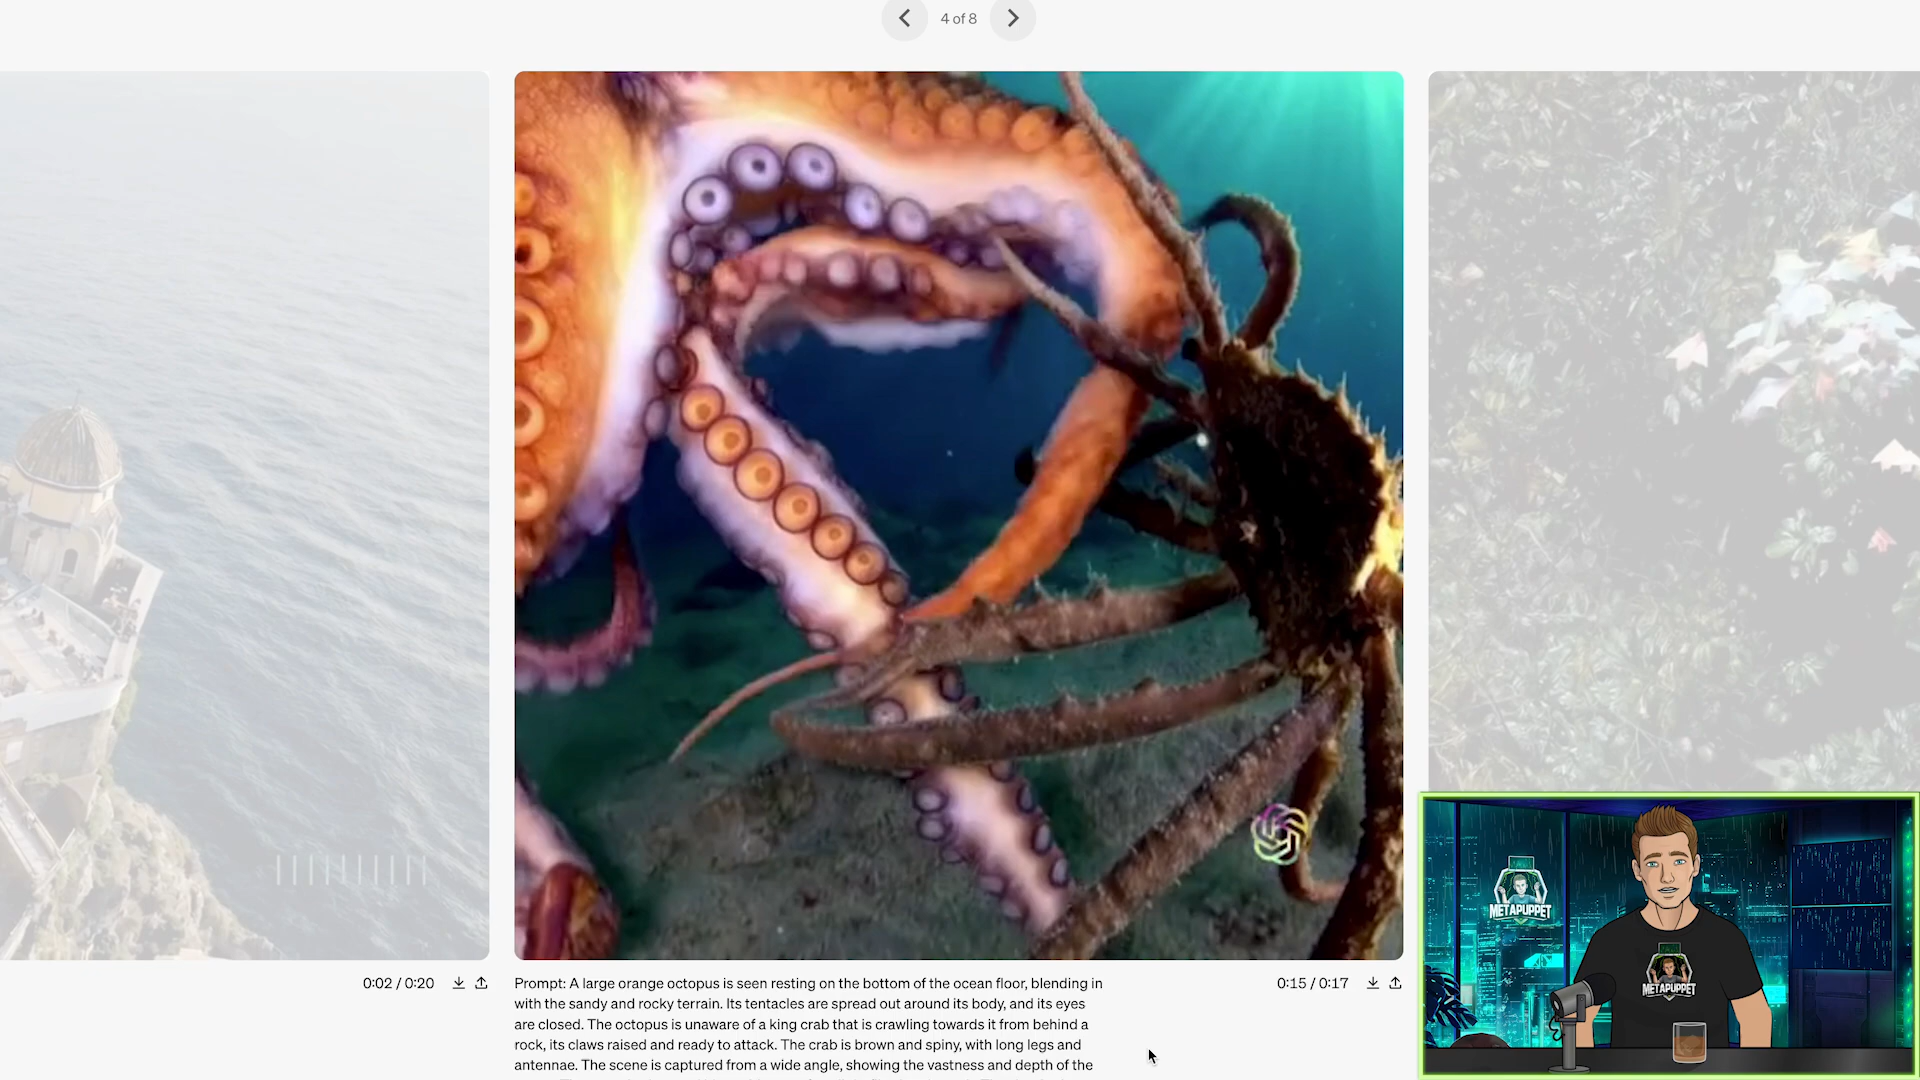 4 of 8
0:02 / 0:20
Prompt: A large orange octopus is seen resting on the bottom of the ocean floor, blending in
with the sandy and rocky terrain. Its tentacles are spread out around its body, and its eyes
are closed. The octopus is unaware of a king crab that is crawling towards it from behind a
rock, its claws raised and ready to attack. The crab is brown and spiny, with long legs and
antennae. The scene is captured from a wide angle, showing the vastness and depth of the
0:15 / 0:17
METAPUPPET
METAPUPPET